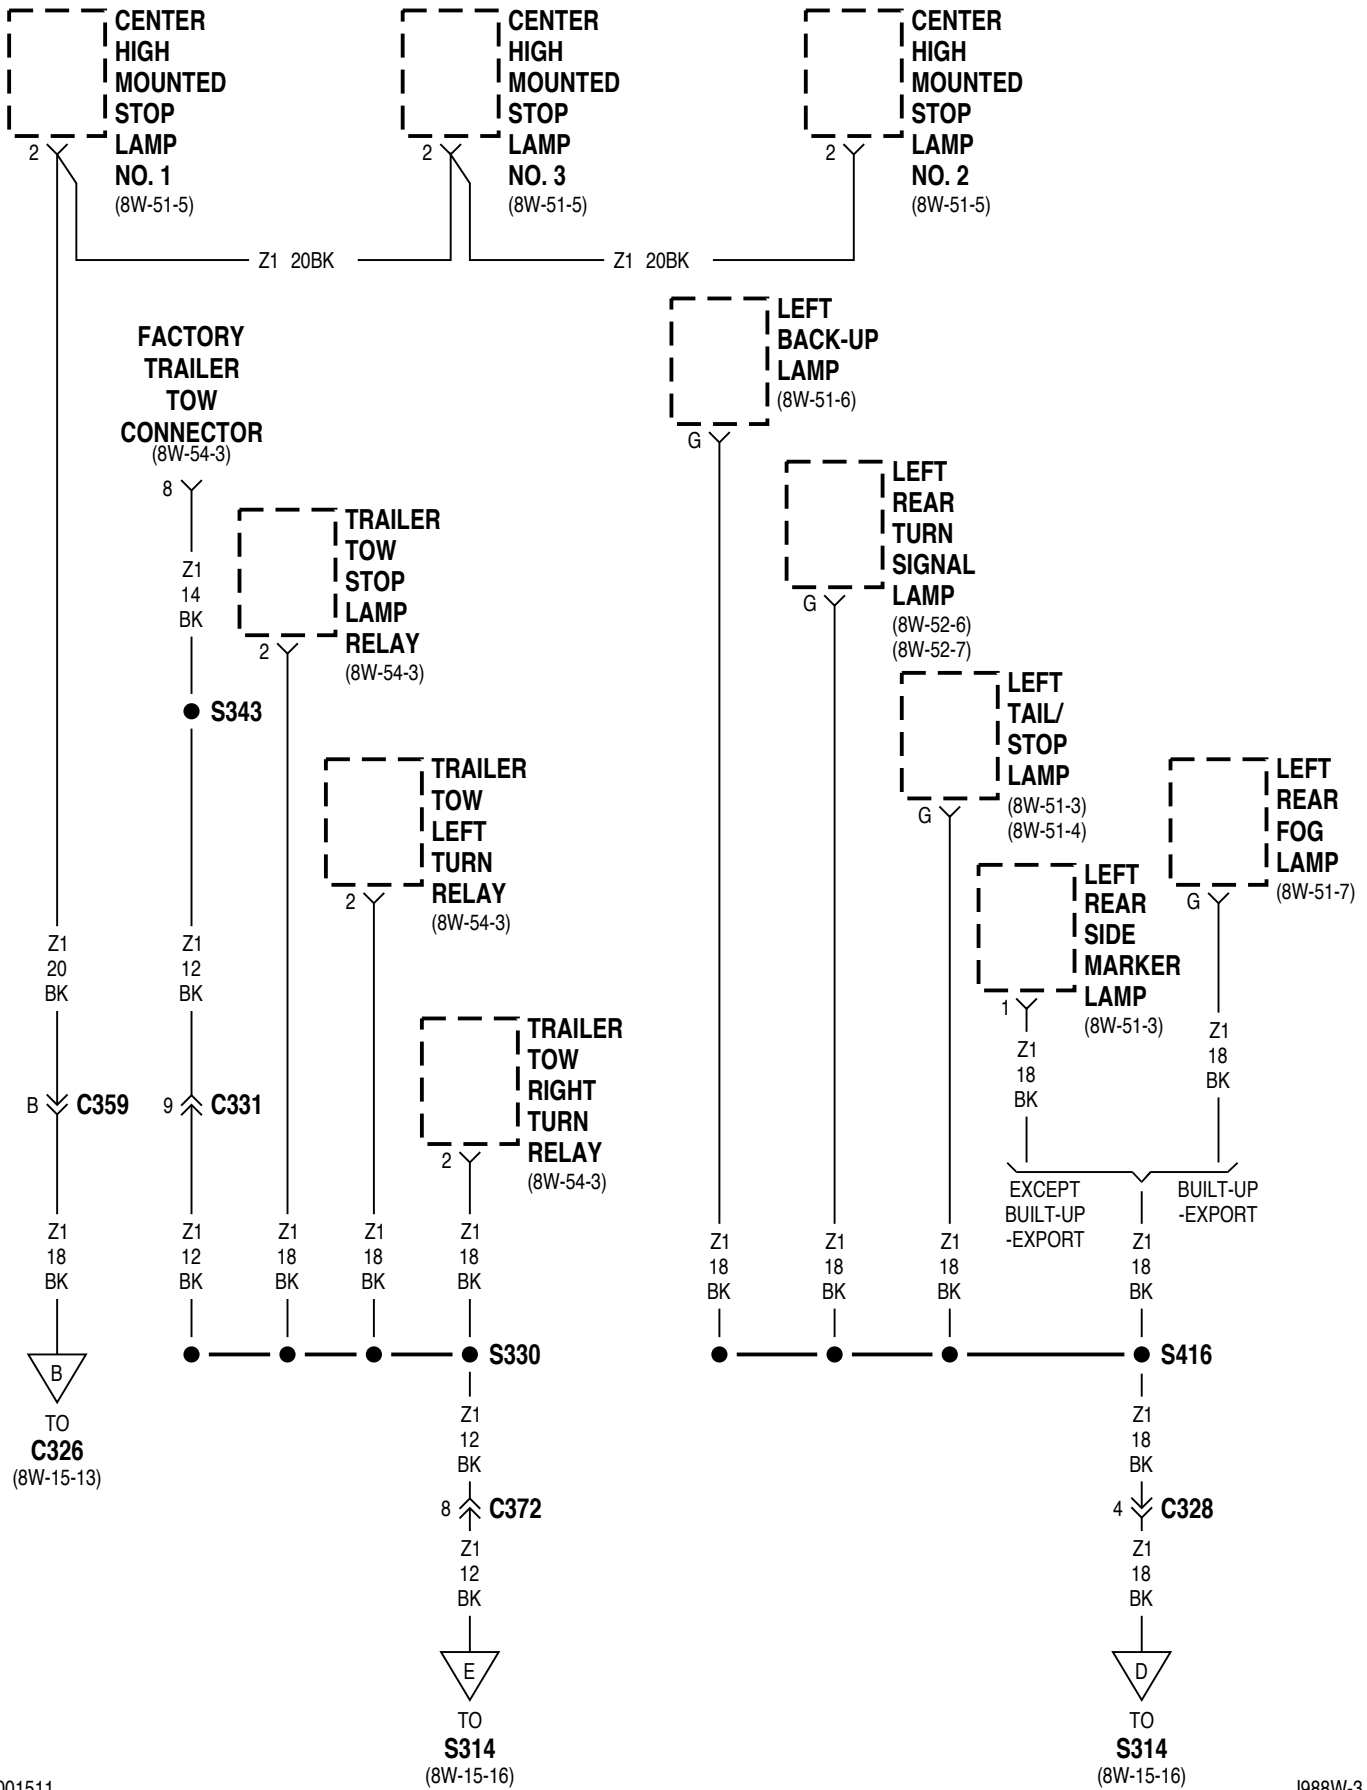 CENTER
HIGH
MOUNTED
STOP
LAMP
NO. 1
(8W-51-5)
2
CENTER
HIGH
MOUNTED
STOP
LAMP
NO. 3
(8W-51-5)
2
CENTER
HIGH
MOUNTED
STOP
LAMP
NO. 2
(8W-51-5)
2
Z1 20BK
Z1 20BK
FACTORY
TRAILER
TOW
CONNECTOR
(8W-54-3)
8
Z1
14
BK
S343
TRAILER
TOW
STOP
LAMP
RELAY
(8W-54-3)
2
TRAILER
TOW
LEFT
TURN
RELAY
(8W-54-3)
2
TRAILER
TOW
RIGHT
TURN
RELAY
(8W-54-3)
2
LEFT
BACK-UP
LAMP
(8W-51-6)
G
LEFT
REAR
TURN
SIGNAL
LAMP
(8W-52-6)
(8W-52-7)
G
LEFT
TAIL/
STOP
LAMP
(8W-51-3)
(8W-51-4)
G
LEFT
REAR
SIDE
MARKER
LAMP
(8W-51-3)
1
LEFT
REAR
FOG
LAMP
(8W-51-7)
G
Z1
20
BK
Z1
12
BK
Z1
18
BK
Z1
18
BK
B
C359
9
C331
EXCEPT
BUILT-UP
-EXPORT
BUILT-UP
-EXPORT
Z1
18
BK
Z1
12
BK
Z1
18
BK
Z1
18
BK
Z1
18
BK
Z1
18
BK
Z1
18
BK
Z1
18
BK
Z1
18
BK
S330
S416
B
TO
C326
(8W-15-13)
Z1
12
BK
8
C372
Z1
12
BK
E
TO
S314
(8W-15-16)
Z1
18
BK
4
C328
Z1
18
BK
D
TO
S314
(8W-15-16)